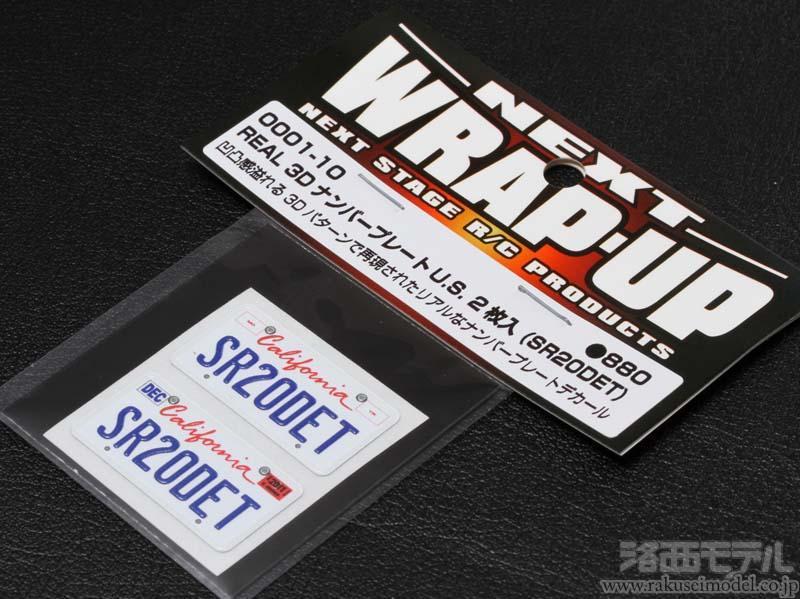 NEXT
WRAP-UP
NEXT STAGE R/C PRODUCTS
0001-10
●880
REAL 3D ナンバープレート U.S. 2枚入 (SR20DET)
凹凸感溢れる3Dパターンで再現されたリアルなナンバープレートデカール
California
SR20DET
DEC
California
SR20DET
洛西モデル
www.rakuseimodel.co.jp